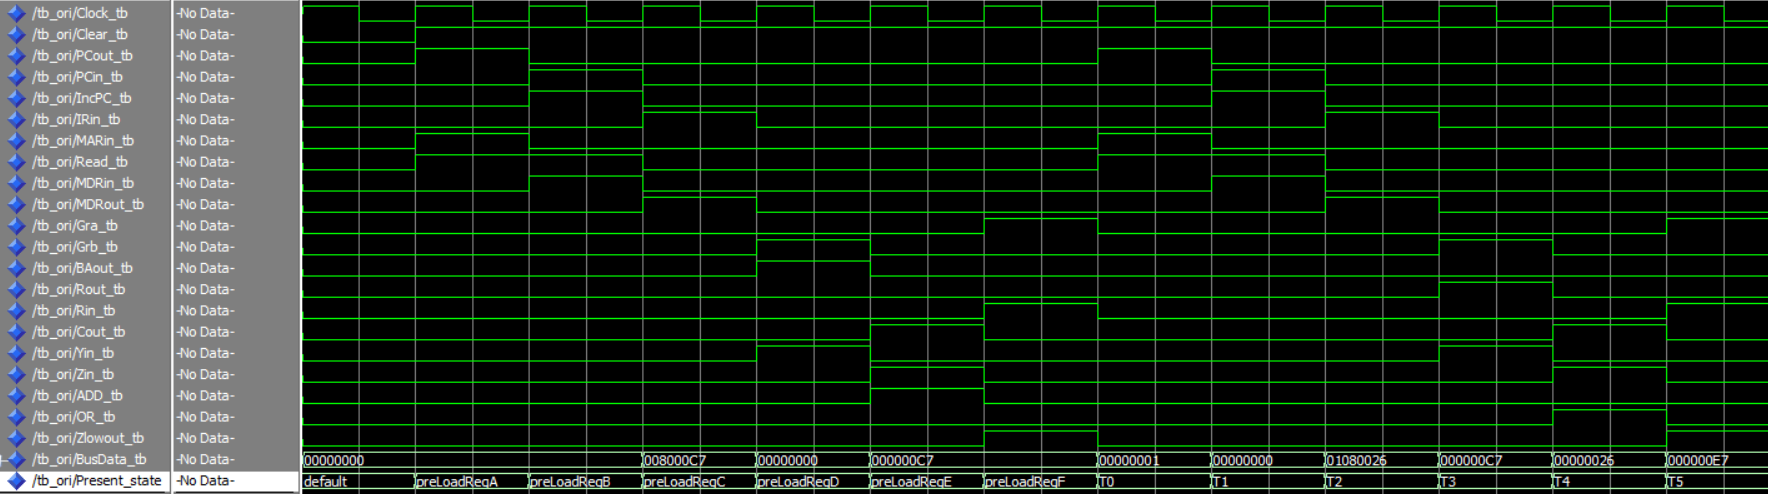 /tb_ori/Clock_tb -No Data-
/tb_ori/Clear_tb -No Data-
/tb_ori/PCout_tb -No Data-
/tb_ori/PCin_tb -No Data-
/tb_ori/IncPC_tb -No Data-
/tb_ori/IRin_tb -No Data-
/tb_ori/MARin_tb -No Data-
/tb_ori/Read_tb -No Data-
/tb_ori/MDRin_tb -No Data-
/tb_ori/MDRout_tb -No Data-
/tb_ori/Gra_tb -No Data-
/tb_ori/Grb_tb -No Data-
/tb_ori/BAout_tb -No Data-
/tb_ori/Rout_tb -No Data-
/tb_ori/Rin_tb -No Data-
/tb_ori/Cout_tb -No Data-
/tb_ori/Yin_tb -No Data-
/tb_ori/Zin_tb -No Data-
/tb_ori/ADD_tb -No Data-
/tb_ori/OR_tb -No Data-
/tb_ori/Zlowout_tb -No Data-
/tb_ori/BusData_tb -No Data- 00000000 008000C7 00000000 000000C7 00000001 00000000 01080026 000000C7 00000026 000000E7
/tb_ori/Present_state -No Data- default preLoadRegA preLoadRegB preLoadRegC preLoadRegD preLoadRegE preLoadRegF T0 T1 T2 T3 T4 T5